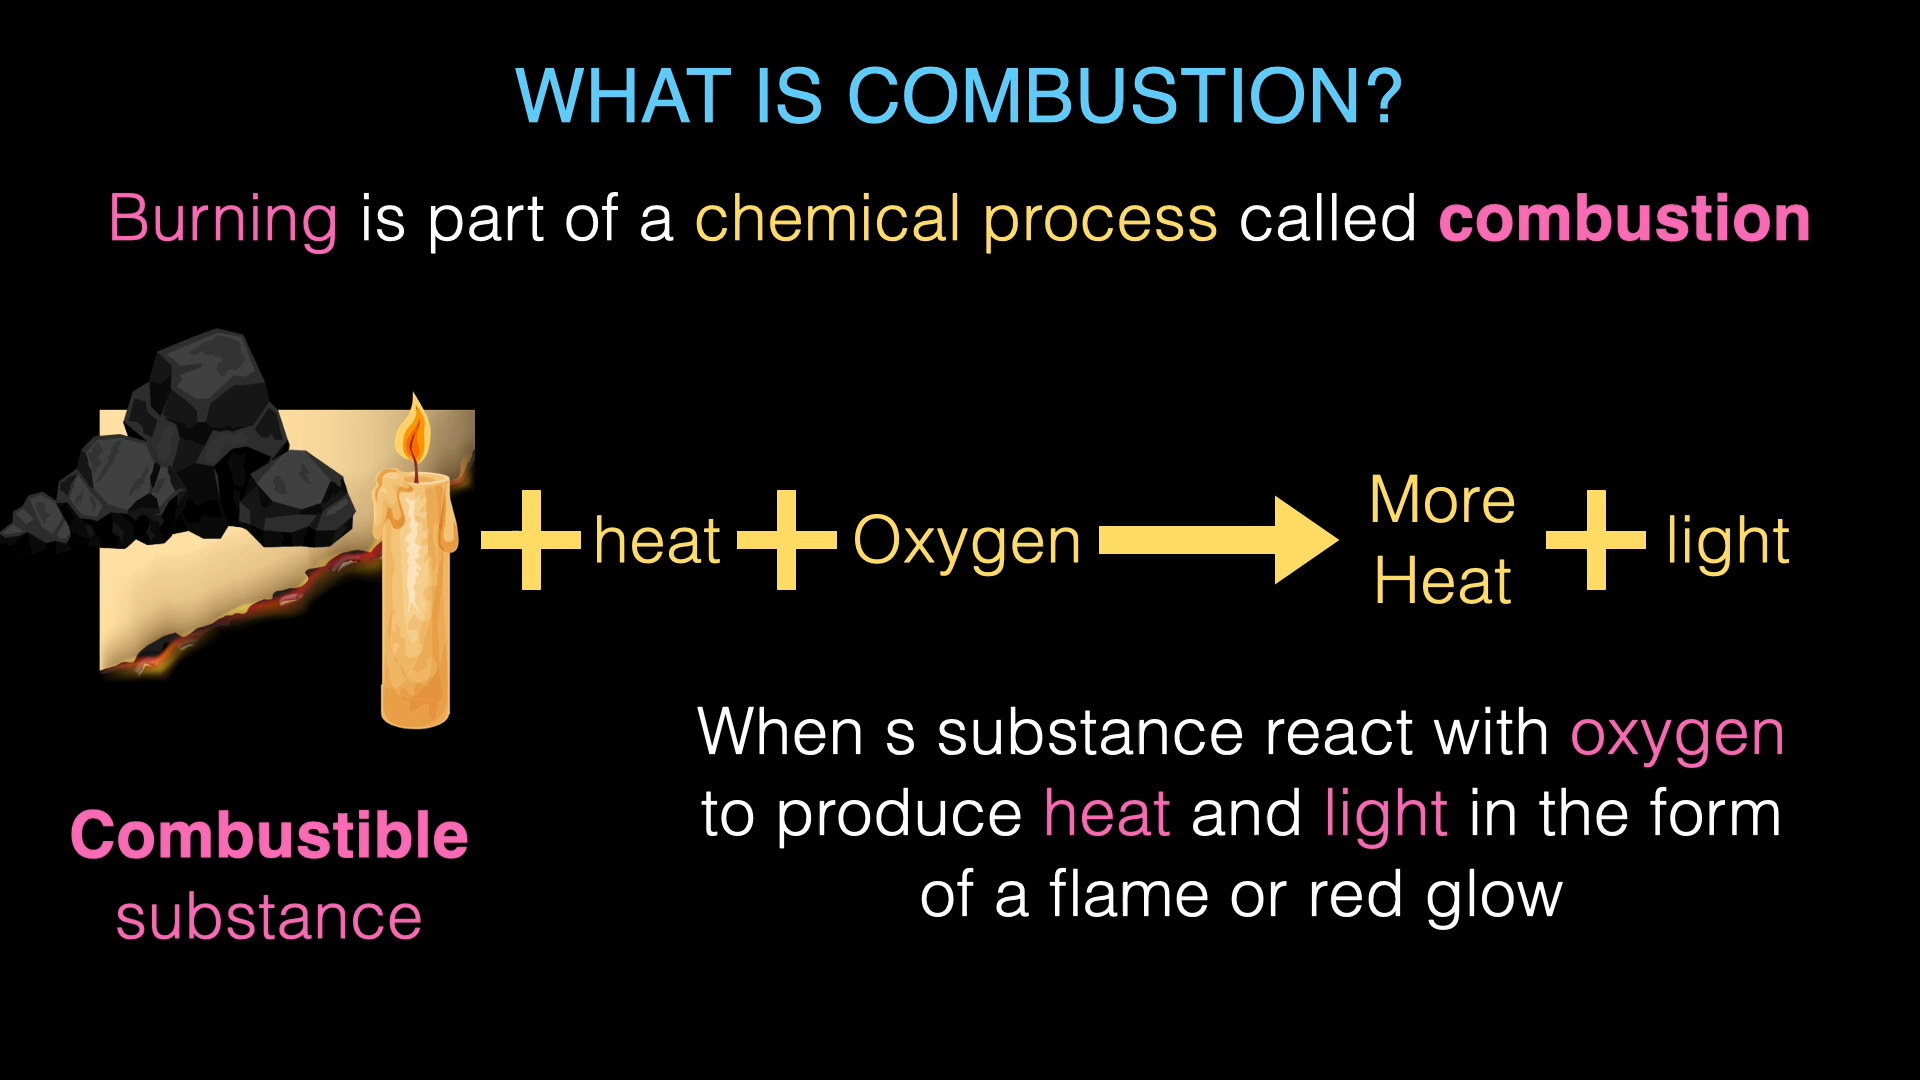 WHAT IS COMBUSTION?
Burning is part of a chemical process called combustion
heat
Oxygen
More
Heat
light
When s substance react with oxygen
to produce heat and light in the form
of a flame or red glow
Combustible
substance